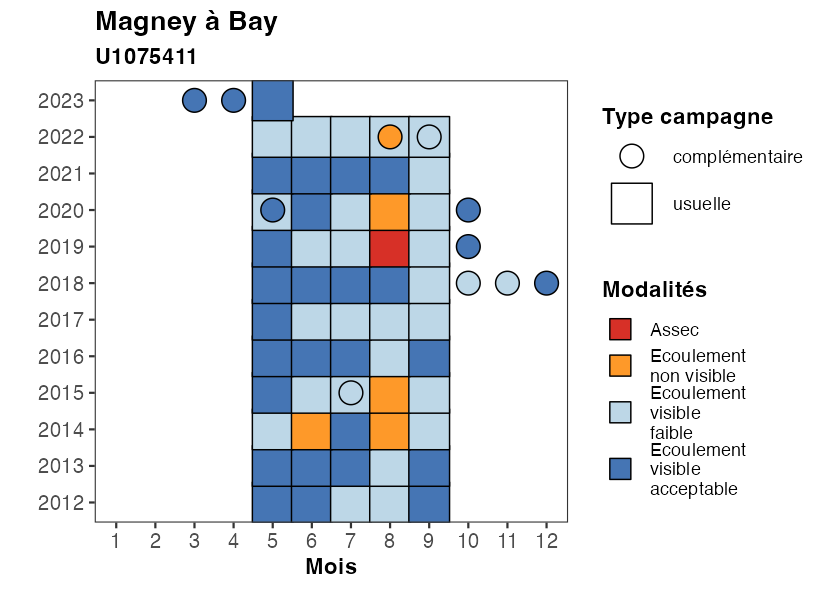 Magney à Bay
U1075411
2023
2022
2021
2020
2019
2018
2017
2016
2015
2014
2013
2012
1 2 3 4 5 6 7 8 9 10 11 12
Mois
Type campagne
complémentaire
usuelle
Modalités
Assec
Ecoulement
non visible
Ecoulement
visible
faible
Ecoulement
visible
acceptable